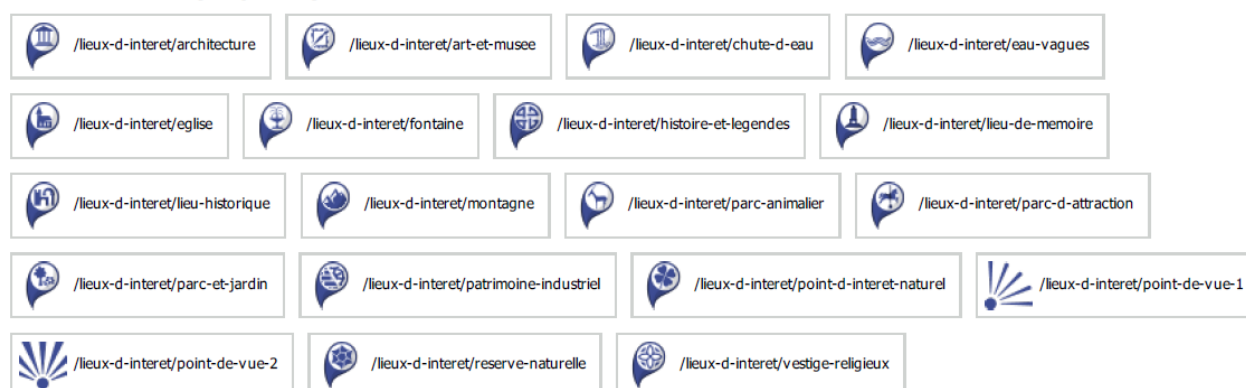 /lieux-d-interet/architecture /lieux-d-interet/art-et-musee /lieux-d-interet/chute-d-eau /lieux-d-interet/eau-vagues
/lieux-d-interet/eglise /lieux-d-interet/fontaine /lieux-d-interet/histoire-et-legendes /lieux-d-interet/lieu-de-memoire
/lieux-d-interet/lieu-historique /lieux-d-interet/montagne /lieux-d-interet/parc-animalier /lieux-d-interet/parc-d-attraction
/lieux-d-interet/parc-et-jardin /lieux-d-interet/patrimoine-industriel /lieux-d-interet/point-d-interet-naturel /lieux-d-interet/point-de-vue-1
/lieux-d-interet/point-de-vue-2 /lieux-d-interet/reserve-naturelle /lieux-d-interet/vestige-religieux